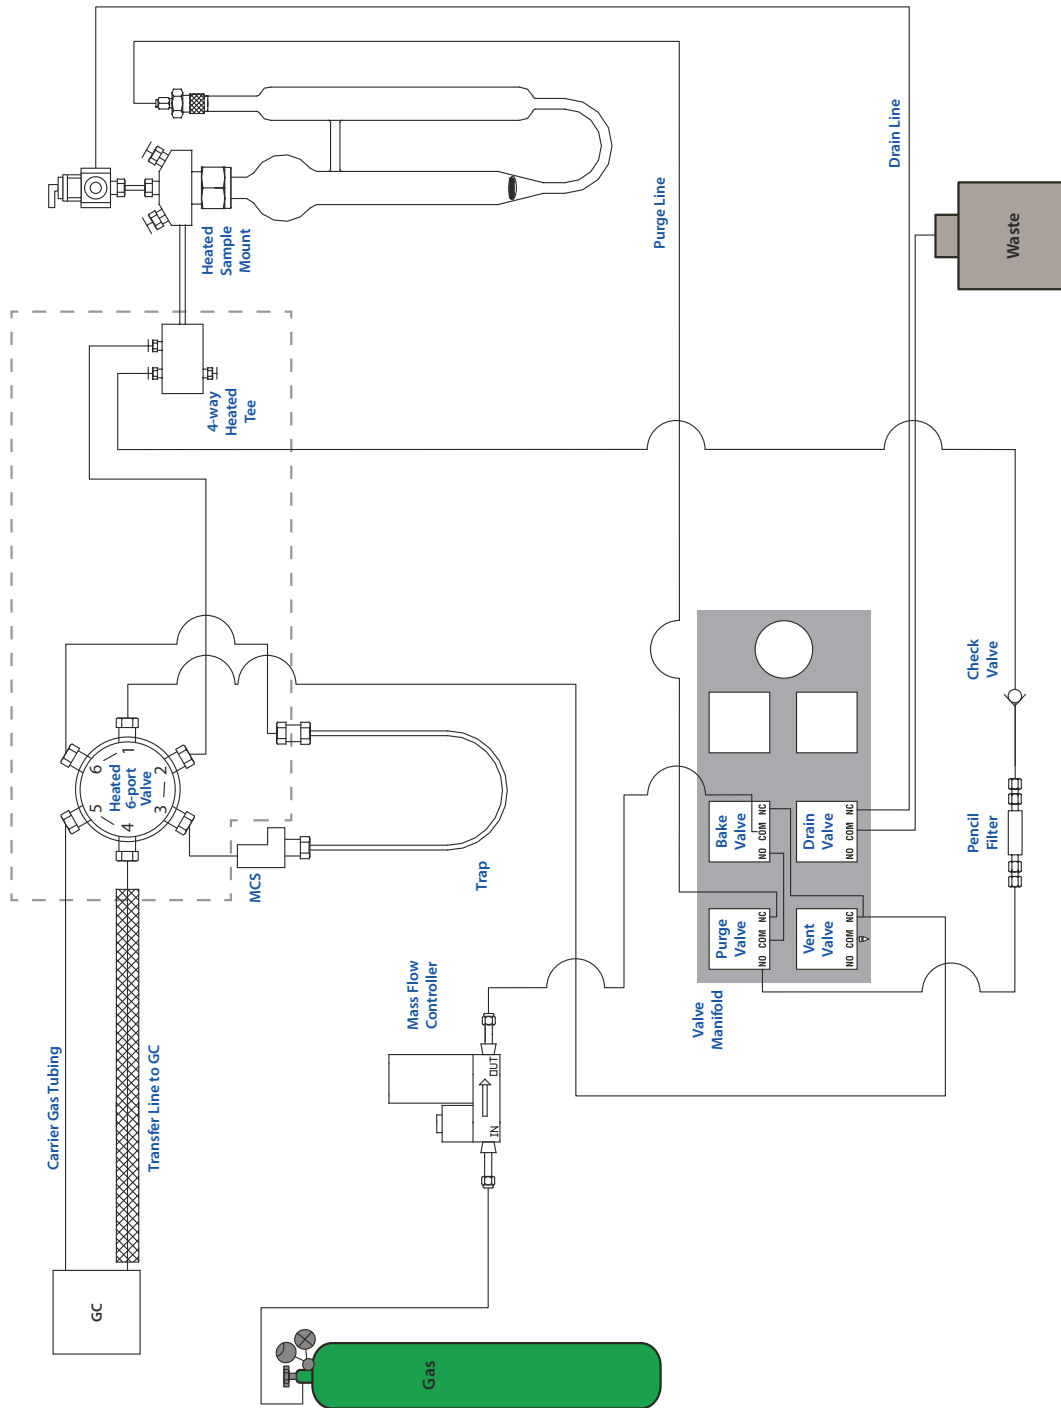 Drain Line
Purge Line
Waste
Heated
Sample
Mount
4-way
Heated
Tee
Check
Valve
6
1
5
Heated
6-port
Valve
2
4
3
Bake
Valve
NO COM NC
Drain
Valve
NO COM NC
Pencil
Filter
Trap
MCS
Purge
Valve
NO COM NC
Vent
Valve
NO COM NC
Mass Flow
Controller
Valve
Manifold
OUT
IN
Carrier Gas Tubing
Transfer Line to GC
GC
Gas